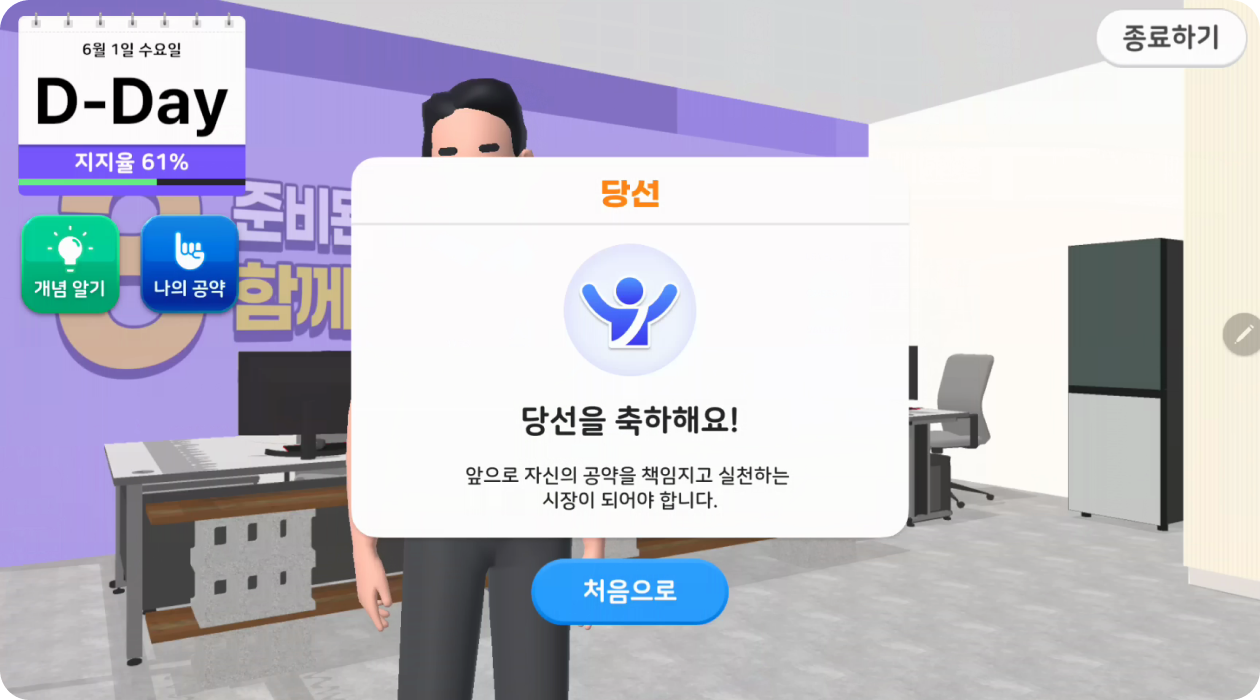 6월 1일 수요일
D-Day
지지율 61%
종료하기
개념 알기
나의 공약
준비된
함께
당선
당선을 축하해요!
앞으로 자신의 공약을 책임지고 실천하는
시장이 되어야 합니다.
처음으로